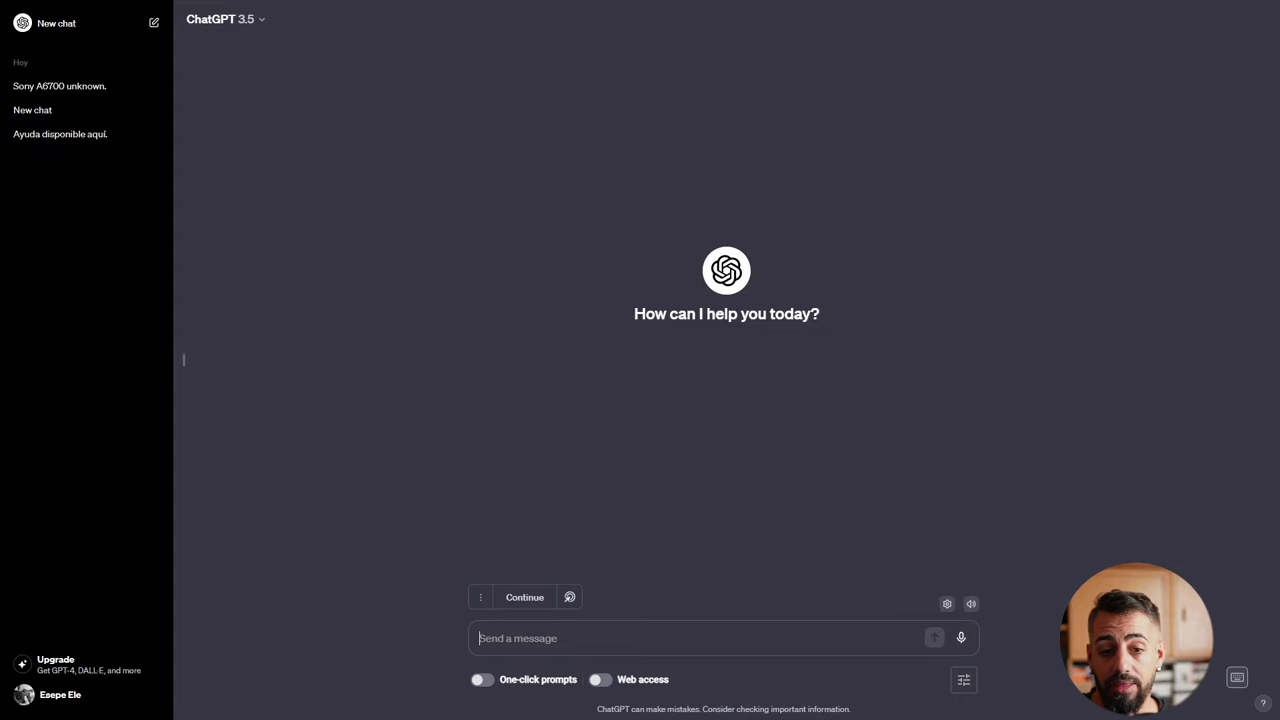 New chat
Hoy
Sony A6700 unknown.
New chat
Ayuda disponible aquí.
Upgrade
Get GPT-4, DALL·E, and more
Esepe Ele
ChatGPT 3.5
How can I help you today?
Continue
Send a message
One-click prompts
Web access
ChatGPT can make mistakes. Consider checking important information.
?